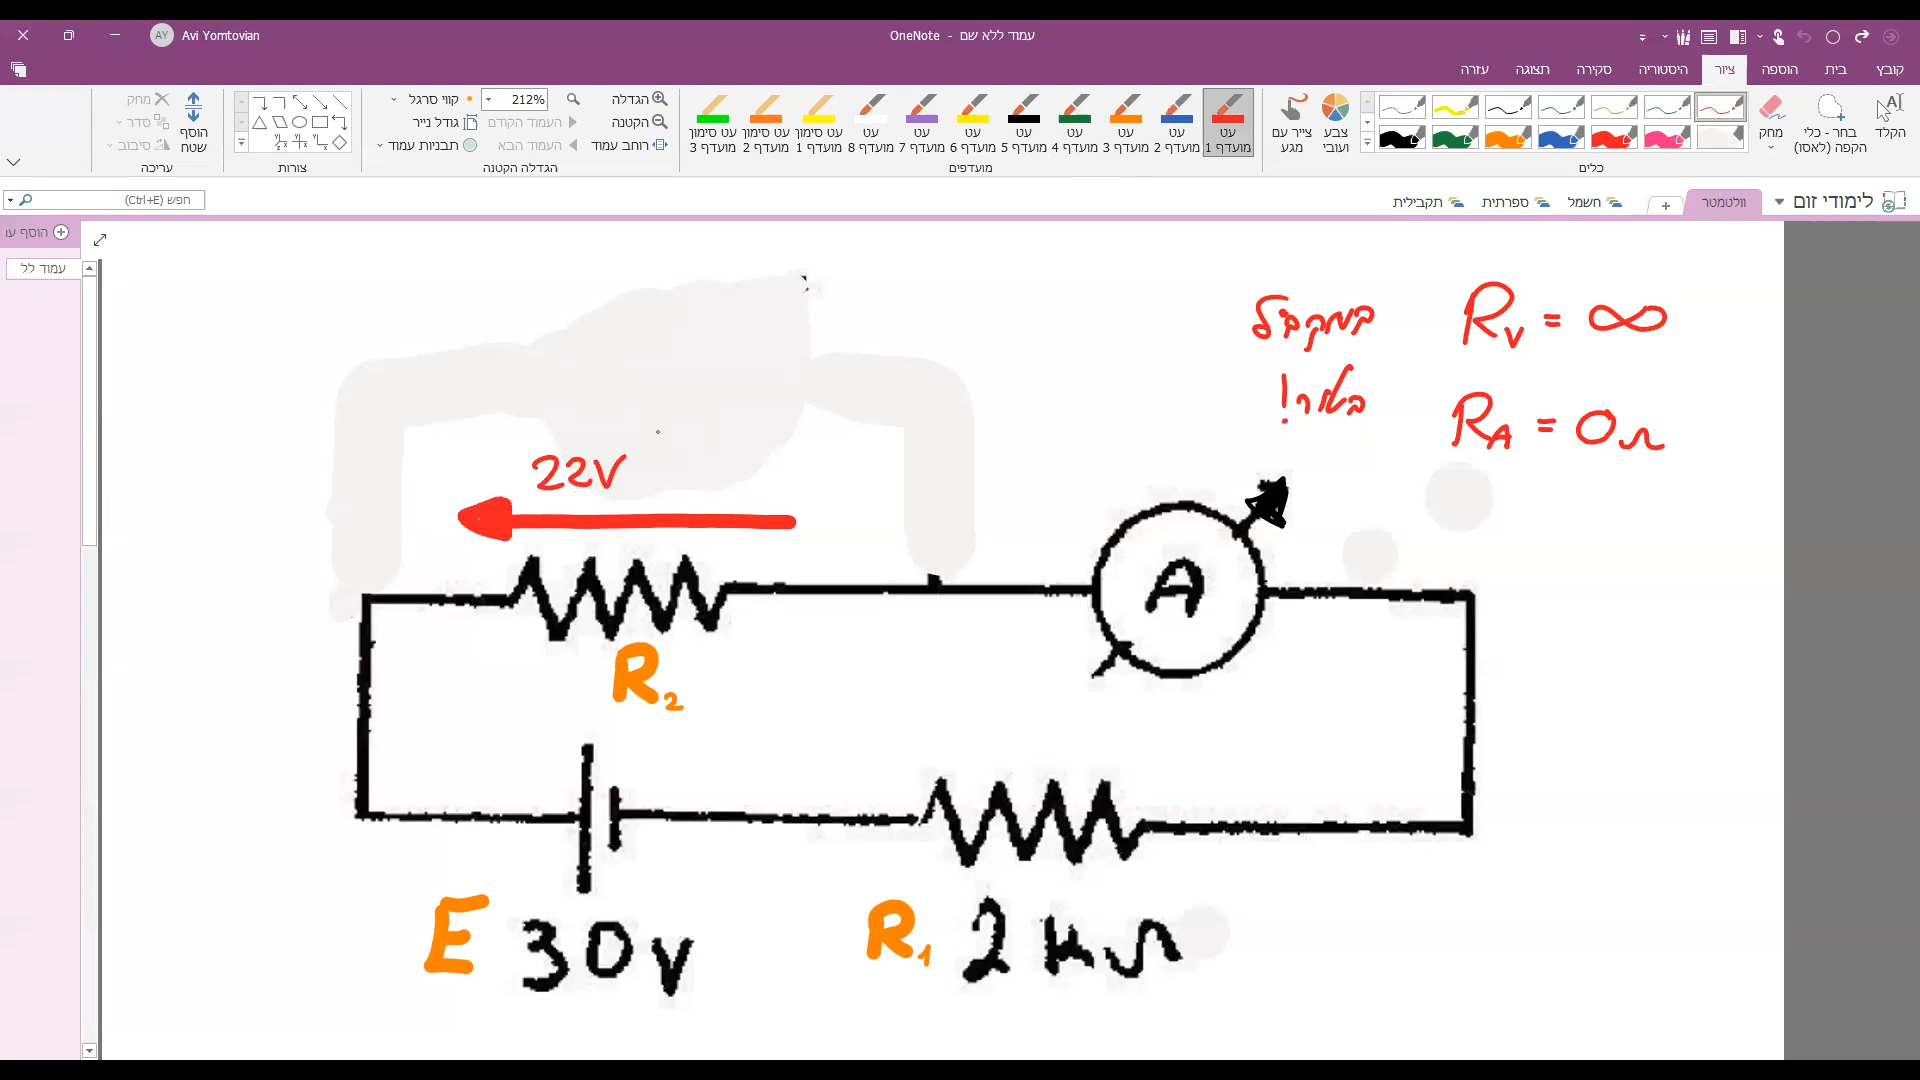 Avi Yomtovian
עמוד ללא שם - OneNote
קובץ
בית
הוספה
ציור
היסטוריה
סקירה
תצוגה
עזרה
הקלד
בחר - כלי הקפה (לאסו)
מחק
כלים
צבע ועובי
צייר עם מגע
עט מועדף 1
עט מועדף 2
עט מועדף 3
עט מועדף 4
עט מועדף 5
עט מועדף 6
עט מועדף 7
עט מועדף 8
עט סימון מועדף 1
עט סימון מועדף 2
עט סימון מועדף 3
מועדפים
הגדלה
הקטנה
רוחב עמוד
212%
העמוד הקודם
העמוד הבא
קווי סרגל
גודל נייר
תבניות עמוד
הגדלה הקטנה
צורות
הוסף שטח
מחק
סדר
סיבוב
עריכה
לימודי זום
וולטמטר
חשמל
ספרתית
תקבילית
חפש (Ctrl+E)
הוסף עמ
עמוד לל
במקביל
Rv = ∞
בטור!
RA = 0Ω
22V
A
R2
E 30v
R1 2KΩ